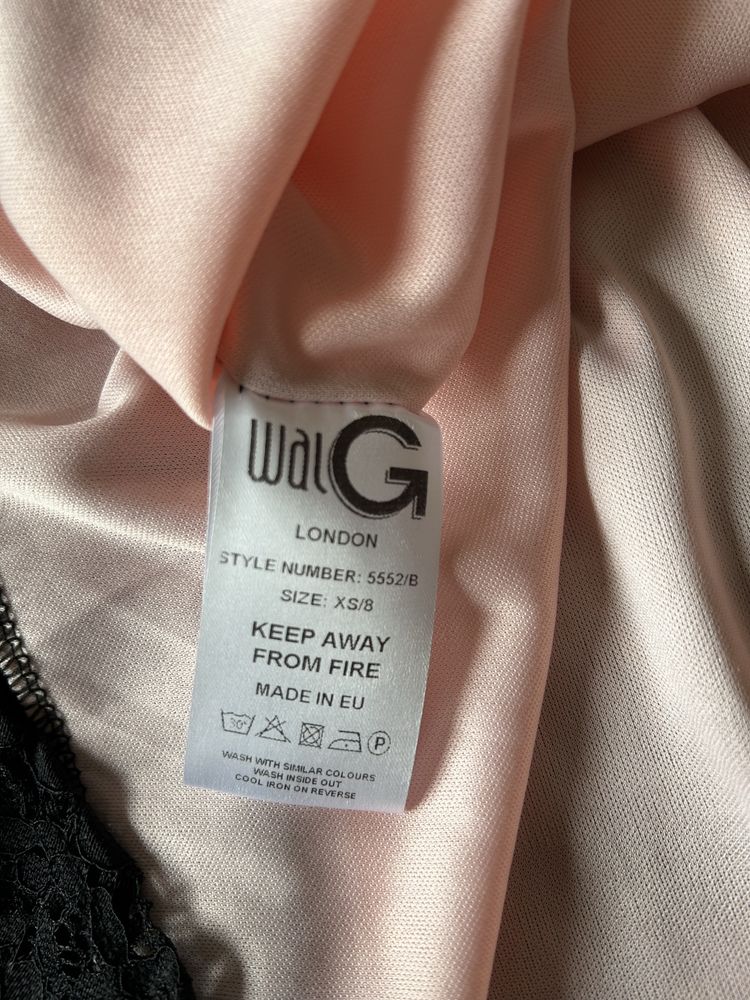 Wal G
LONDON
STYLE NUMBER: 5552/B
SIZE: XS/8
KEEP AWAY
FROM FIRE
MADE IN EU
30° P
WASH WITH SIMILAR COLOURS
WASH INSIDE OUT
COOL IRON ON REVERSE